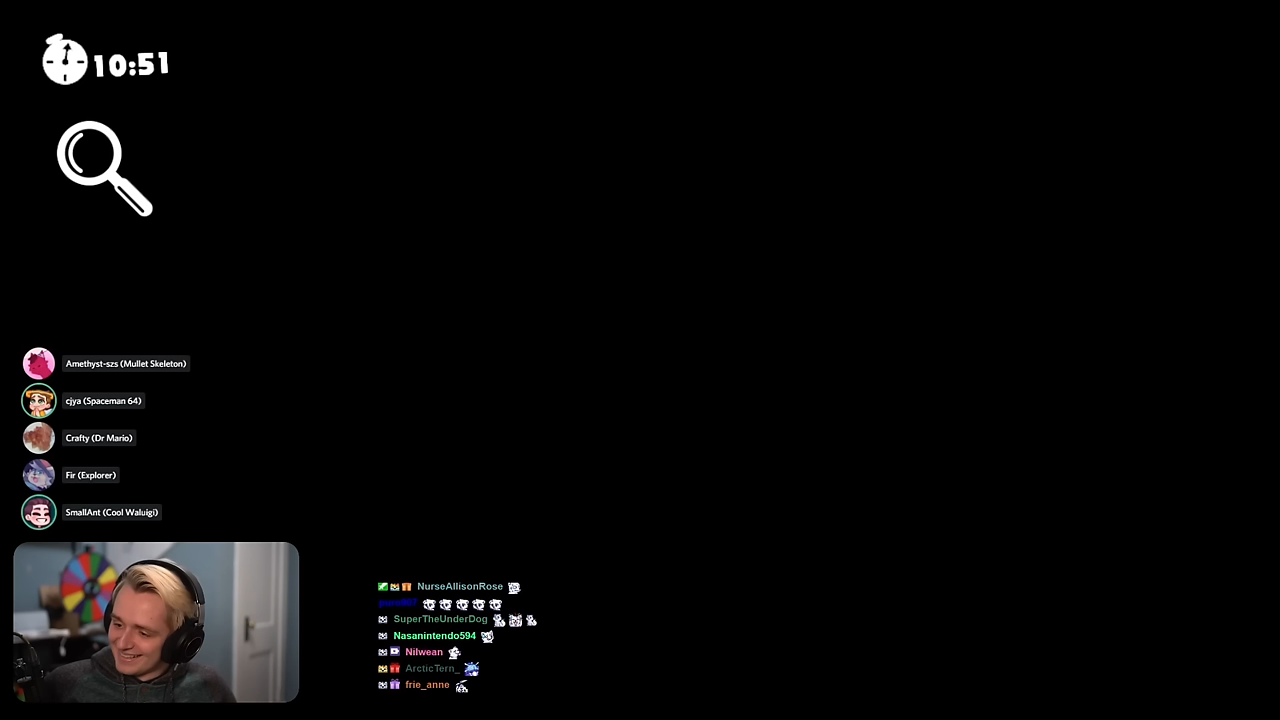 10:51
Amethyst-szs (Mullet Skeleton)
cjya (Spaceman 64)
Crafty (Dr Mario)
Fir (Explorer)
SmallAnt (Cool Waluigi)
NurseAllisonRose
SuperTheUnderDog
Nasanintendo594
Nilwean
ArcticTern_
frie_anne